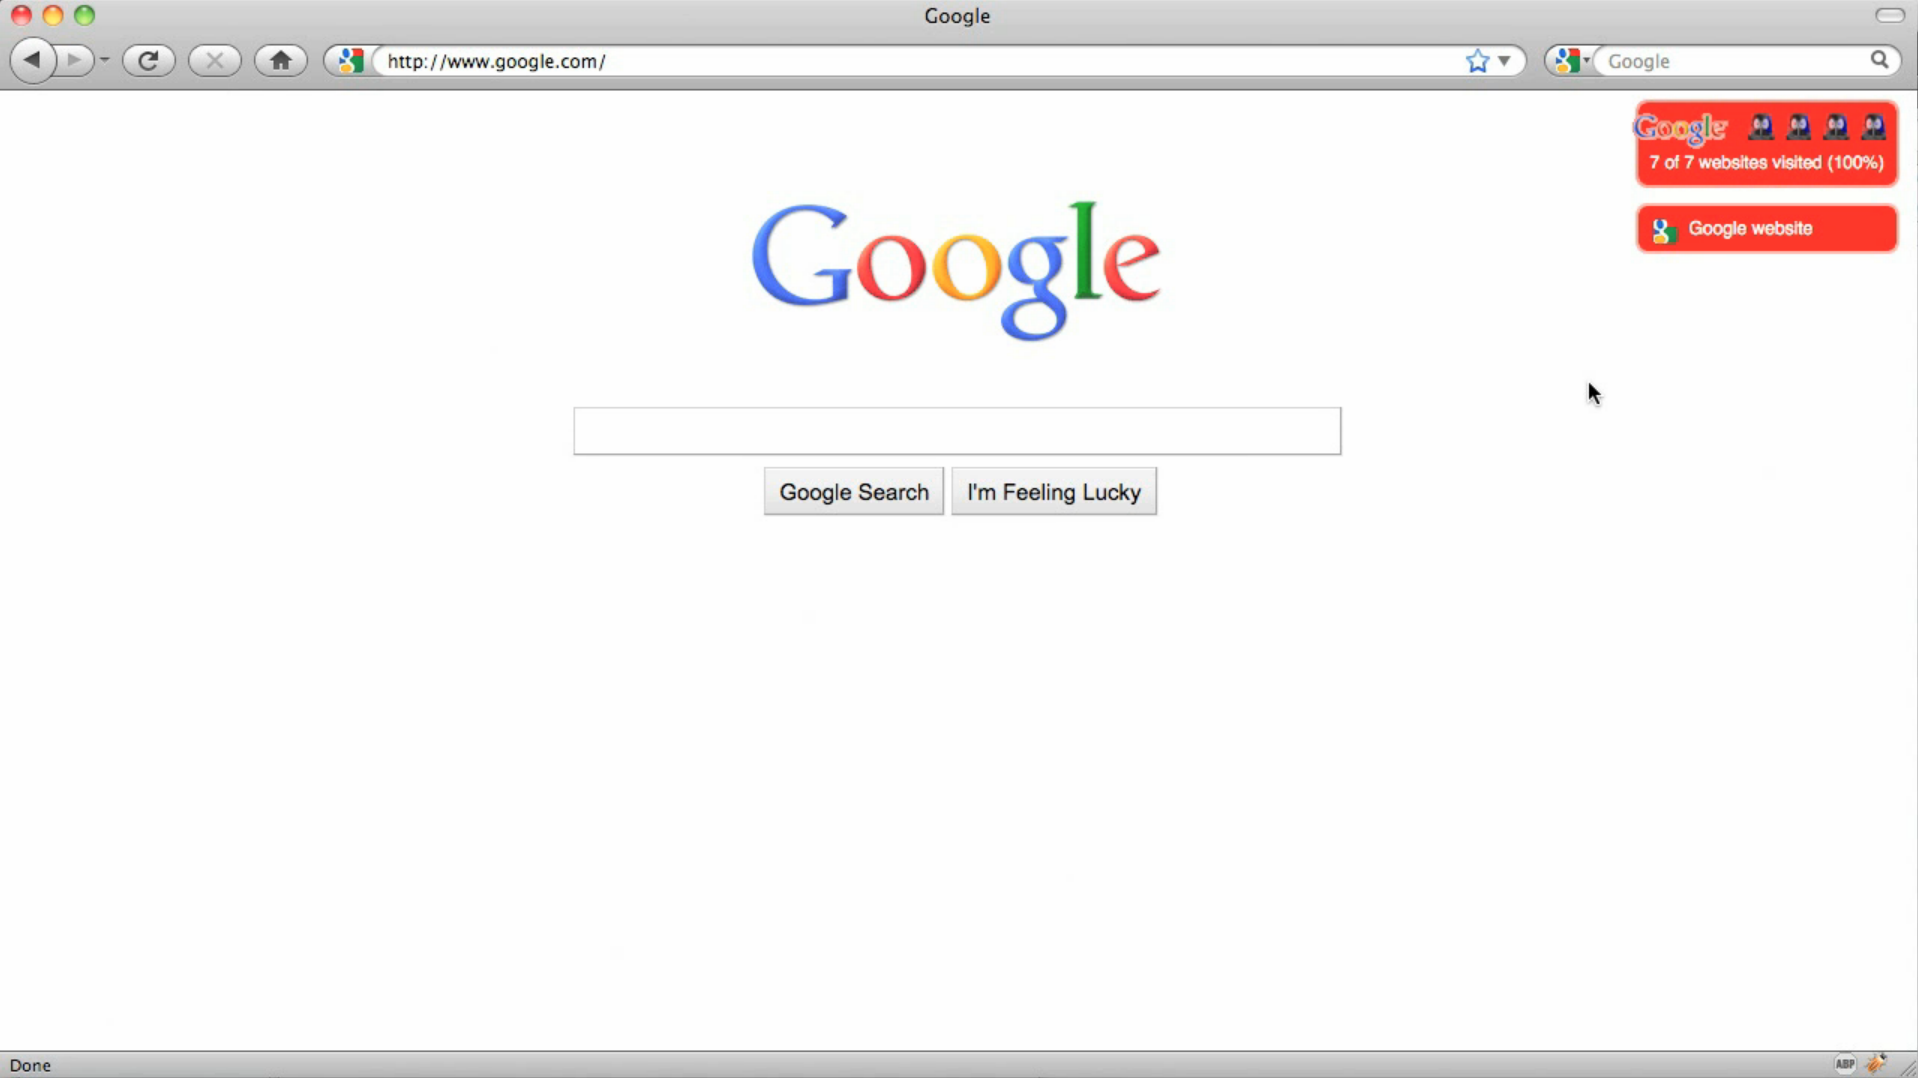 Google
http://www.google.com/
Google
Google
7 of 7 websites visited (100%)
Google website
Google
Google Search
I'm Feeling Lucky
Done
ABP